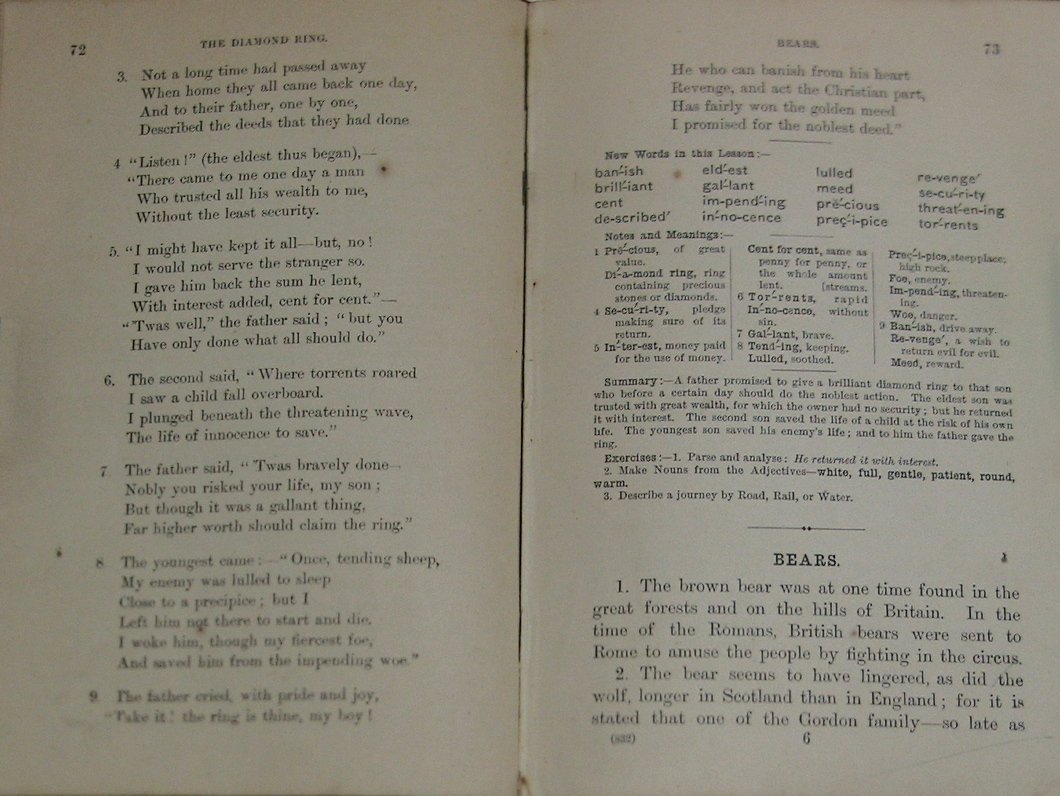 72
THE DIAMOND RING.
3. Not a long time had passed away
When home they all came back one day,
And to their father, one by one,
Described the deeds that they had done
4 “Listen!” (the eldest thus began),—
“There came to me one day a man
Who trusted all his wealth to me,
Without the least security.
5. “I might have kept it all—but, no!
I would not serve the stranger so.
I gave him back the sum he lent,
With interest added, cent for cent.”—
“'Twas well,” the father said; “but you
Have only done what all should do.”
6. The second said, “Where torrents roared
I saw a child fall overboard.
I plunged beneath the threatening wave,
The life of innocence to save.”
7 The father said, “'Twas bravely done—
Nobly you risked your life, my son;
But though it was a gallant thing,
Far higher worth should claim the ring.”
8 The youngest came:—“Once, tending sheep,
My enemy was lulled to sleep
Close to a precipice; but I
Left him not there to start and die.
I woke him, though my fiercest foe,
And saved him from the impending woe.”
9 The father cried, with pride and joy,
“Take it! the ring is thine, my boy!
BEARS.
73
He who can banish from his heart
Revenge, and act the Christian part,
Has fairly won the golden meed
I promised for the noblest deed.”
New Words in this Lesson:—
ban´-ish eld´-est lulled re-venge´
brill´-iant gal´-lant meed se-cu´-ri-ty
cent im-pend´-ing prĕ´-cious threat´-en-ing
de-scribed´ in´-no-cence preç´-i-pice tor´-rents
Notes and Meanings:—
1 Prĕ´-cious, of great
value.
Di´-a-mond ring, ring
containing precious
stones or diamonds.
4 Se-cu´-ri-ty, pledge
making sure of its
return.
5 In´-ter-est, money paid
for the use of money.
Cent for cent, same as
penny for penny, or
the whole amount
lent. [streams.
6 Tor´-rents, rapid
In´-no-cence, without
sin.
7 Gal´-lant, brave.
8 Tend´-ing, keeping.
Lulled, soothed.
Preç´-i-pice, steep place,
high rock.
Foe, enemy.
Im-pend´-ing, threaten-
ing.
Woe, danger.
9 Ban´-ish, drive away.
Re-venge´, a wish to
return evil for evil.
Meed, reward.
Summary:—A father promised to give a brilliant diamond ring to that son
who before a certain day should do the noblest action. The eldest son was
trusted with great wealth, for which the owner had no security; but he returned
it with interest. The second son saved the life of a child at the risk of his own
life. The youngest son saved his enemy's life; and to him the father gave the
ring.
Exercises:—1. Parse and analyse: He returned it with interest.
2. Make Nouns from the Adjectives—white, full, gentle, patient, round,
warm.
3. Describe a journey by Road, Rail, or Water.
BEARS.
1. The brown bear was at one time found in the
great forests and on the hills of Britain. In the
time of the Romans, British bears were sent to
Rome to amuse the people by fighting in the circus.
2. The bear seems to have lingered, as did the
wolf, longer in Scotland than in England; for it is
stated that one of the Gordon family—so late as
(832) 6